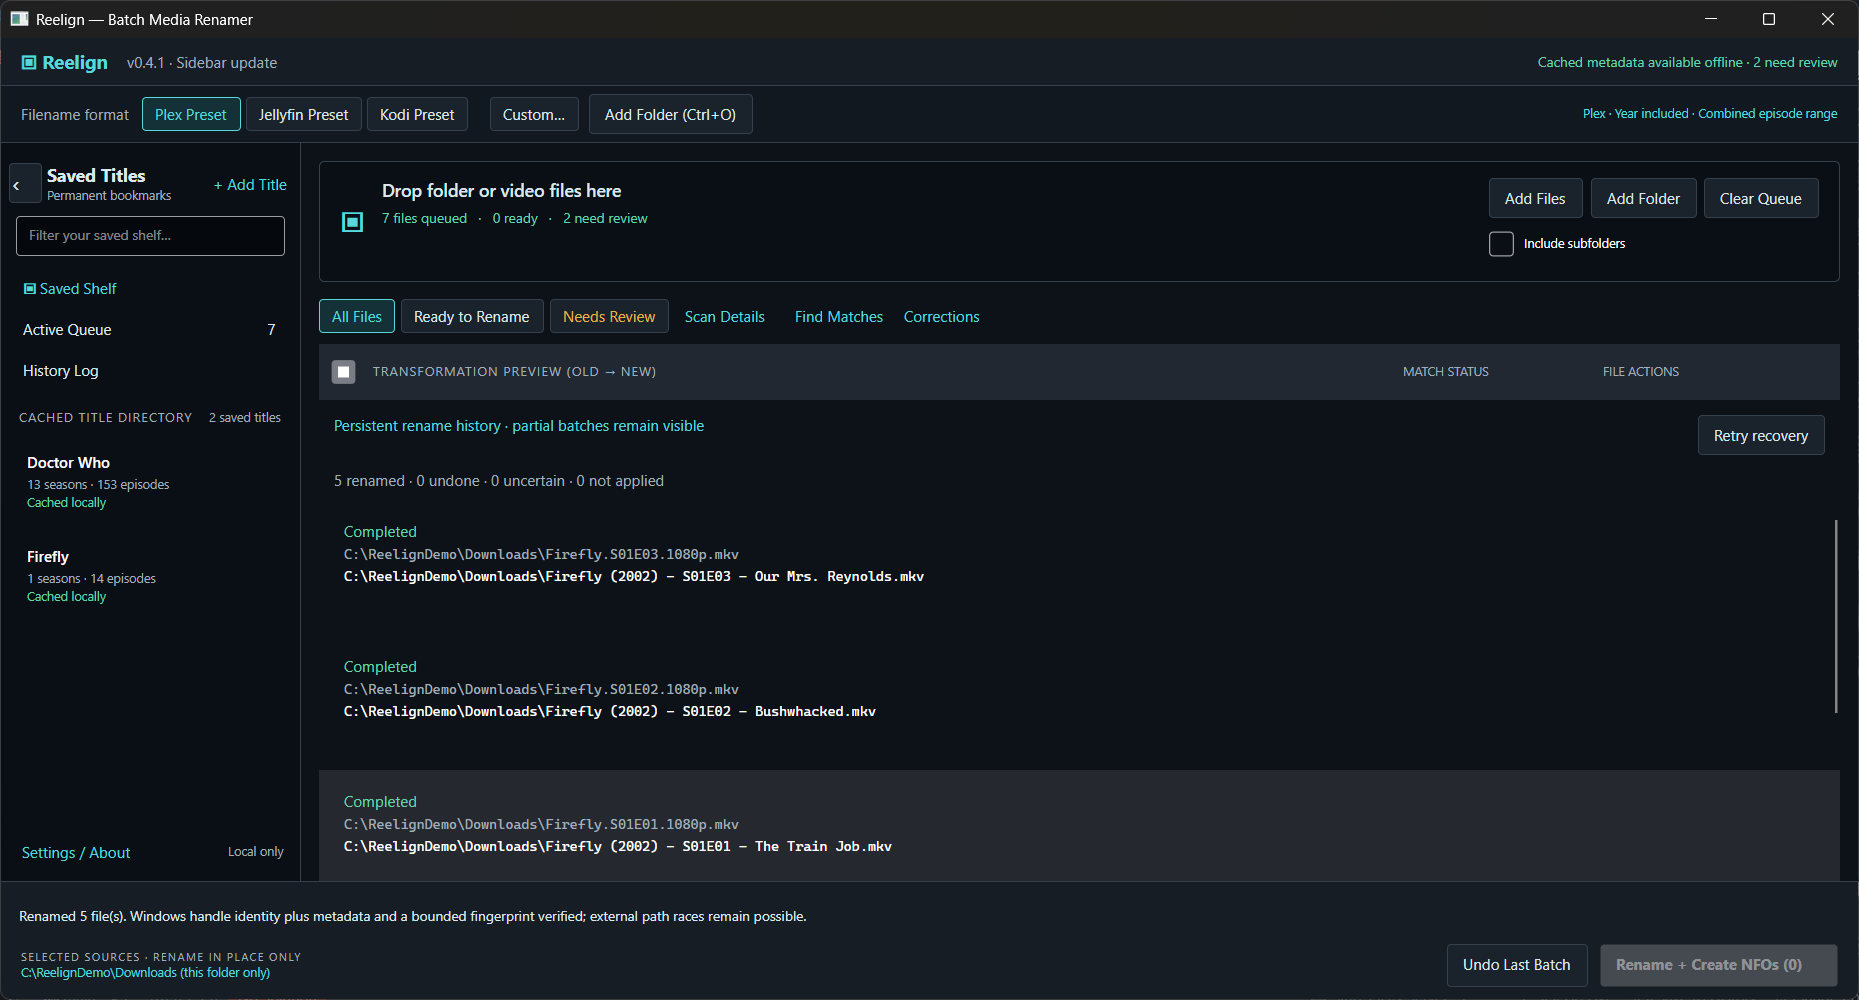 Reelign — Batch Media Renamer
Reelign v0.4.1 · Sidebar update
Cached metadata available offline · 2 need review
Filename format Plex Preset Jellyfin Preset Kodi Preset Custom... Add Folder (Ctrl+O)
Plex · Year included · Combined episode range
Saved Titles
Permanent bookmarks
+ Add Title
Filter your saved shelf...
Saved Shelf
Active Queue 7
History Log
CACHED TITLE DIRECTORY 2 saved titles
Doctor Who
13 seasons · 153 episodes
Cached locally
Firefly
1 seasons · 14 episodes
Cached locally
Settings / About Local only
Drop folder or video files here
7 files queued · 0 ready · 2 need review
Add Files Add Folder Clear Queue
Include subfolders
All Files Ready to Rename Needs Review Scan Details Find Matches Corrections
TRANSFORMATION PREVIEW (OLD → NEW) MATCH STATUS FILE ACTIONS
Persistent rename history · partial batches remain visible
Retry recovery
5 renamed · 0 undone · 0 uncertain · 0 not applied
Completed
C:\ReelignDemo\Downloads\Firefly.S01E03.1080p.mkv
C:\ReelignDemo\Downloads\Firefly (2002) – S01E03 – Our Mrs. Reynolds.mkv
Completed
C:\ReelignDemo\Downloads\Firefly.S01E02.1080p.mkv
C:\ReelignDemo\Downloads\Firefly (2002) – S01E02 – Bushwhacked.mkv
Completed
C:\ReelignDemo\Downloads\Firefly.S01E01.1080p.mkv
C:\ReelignDemo\Downloads\Firefly (2002) – S01E01 – The Train Job.mkv
Renamed 5 file(s). Windows handle identity plus metadata and a bounded fingerprint verified; external path races remain possible.
SELECTED SOURCES · RENAME IN PLACE ONLY
C:\ReelignDemo\Downloads (this folder only)
Undo Last Batch Rename + Create NFOs (0)